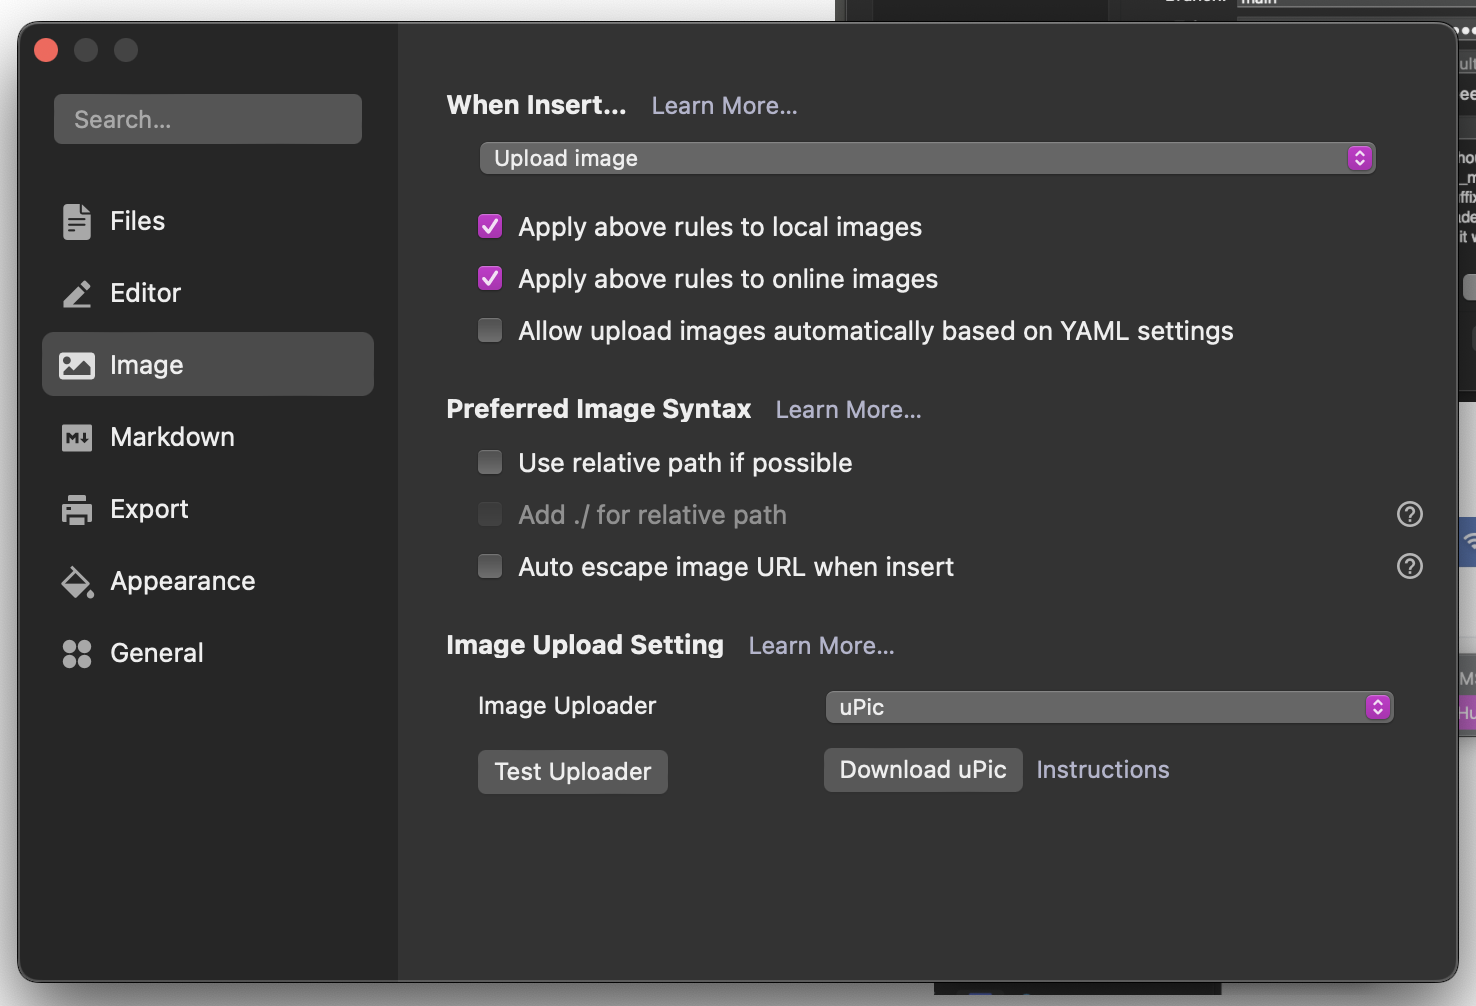 main
Search...
Files
Editor
Image
Markdown
Export
Appearance
General
When Insert... Learn More...
Upload image
Apply above rules to local images
Apply above rules to online images
Allow upload images automatically based on YAML settings
Preferred Image Syntax Learn More...
Use relative path if possible
Add ./ for relative path
Auto escape image URL when insert
Image Upload Setting Learn More...
Image Uploader
uPic
Test Uploader
Download uPic Instructions